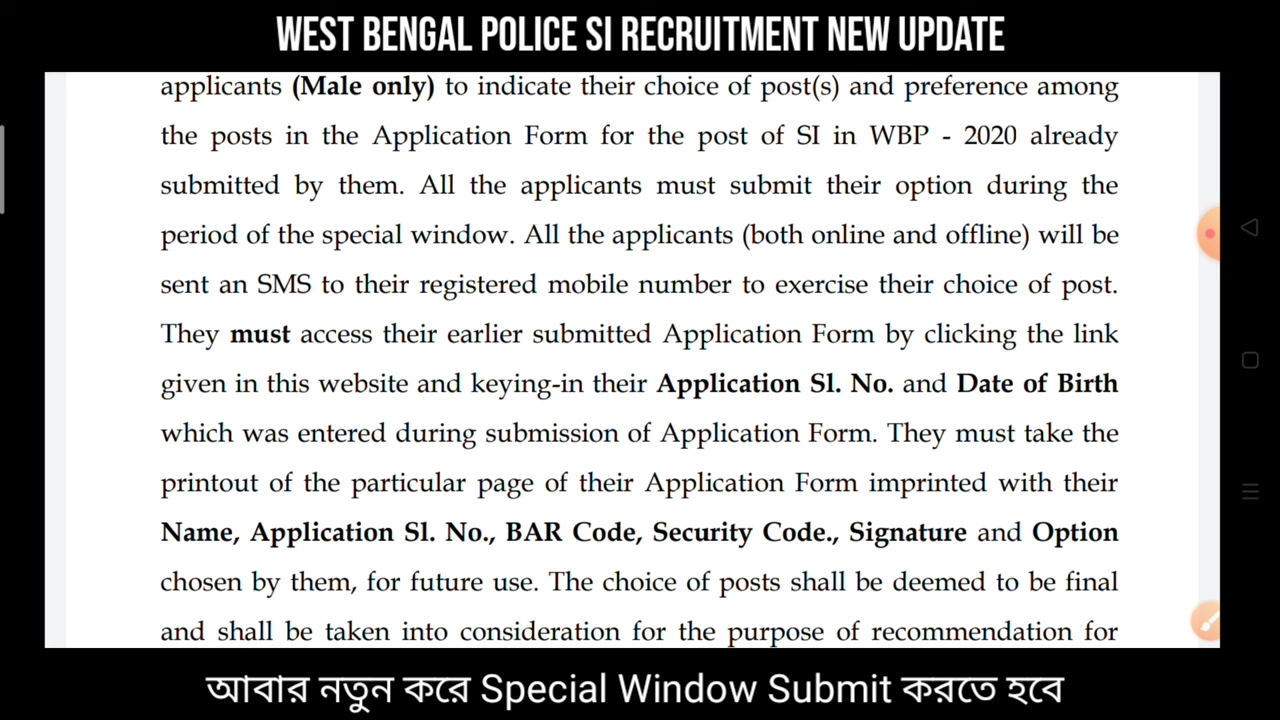 WEST BENGAL POLICE SI RECRUITMENT NEW UPDATE
applicants (Male only) to indicate their choice of post(s) and preference among
the posts in the Application Form for the post of SI in WBP - 2020 already
submitted by them. All the applicants must submit their option during the
period of the special window. All the applicants (both online and offline) will be
sent an SMS to their registered mobile number to exercise their choice of post.
They must access their earlier submitted Application Form by clicking the link
given in this website and keying-in their Application Sl. No. and Date of Birth
which was entered during submission of Application Form. They must take the
printout of the particular page of their Application Form imprinted with their
Name, Application Sl. No., BAR Code, Security Code., Signature and Option
chosen by them, for future use. The choice of posts shall be deemed to be final
and shall be taken into consideration for the purpose of recommendation for
আবার নতুন করে Special Window Submit করতে হবে